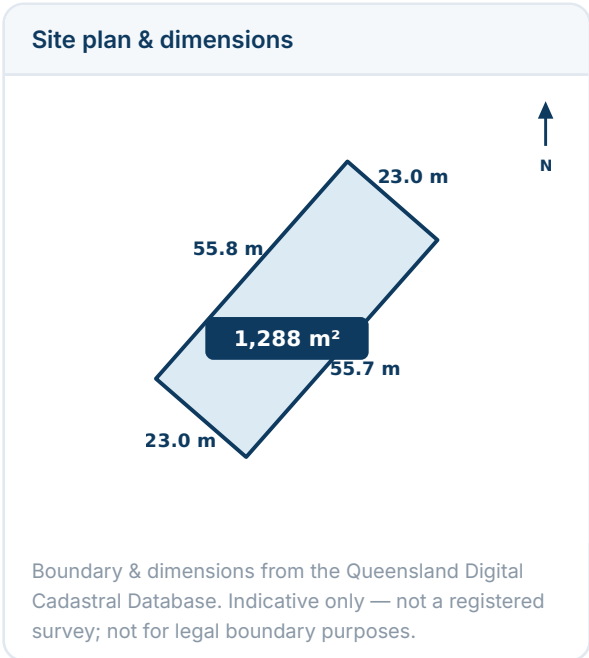 Site plan & dimensions
N
23.0 m
55.8 m
1,288 m²
55.7 m
23.0 m
Boundary & dimensions from the Queensland Digital
Cadastral Database. Indicative only — not a registered
survey; not for legal boundary purposes.